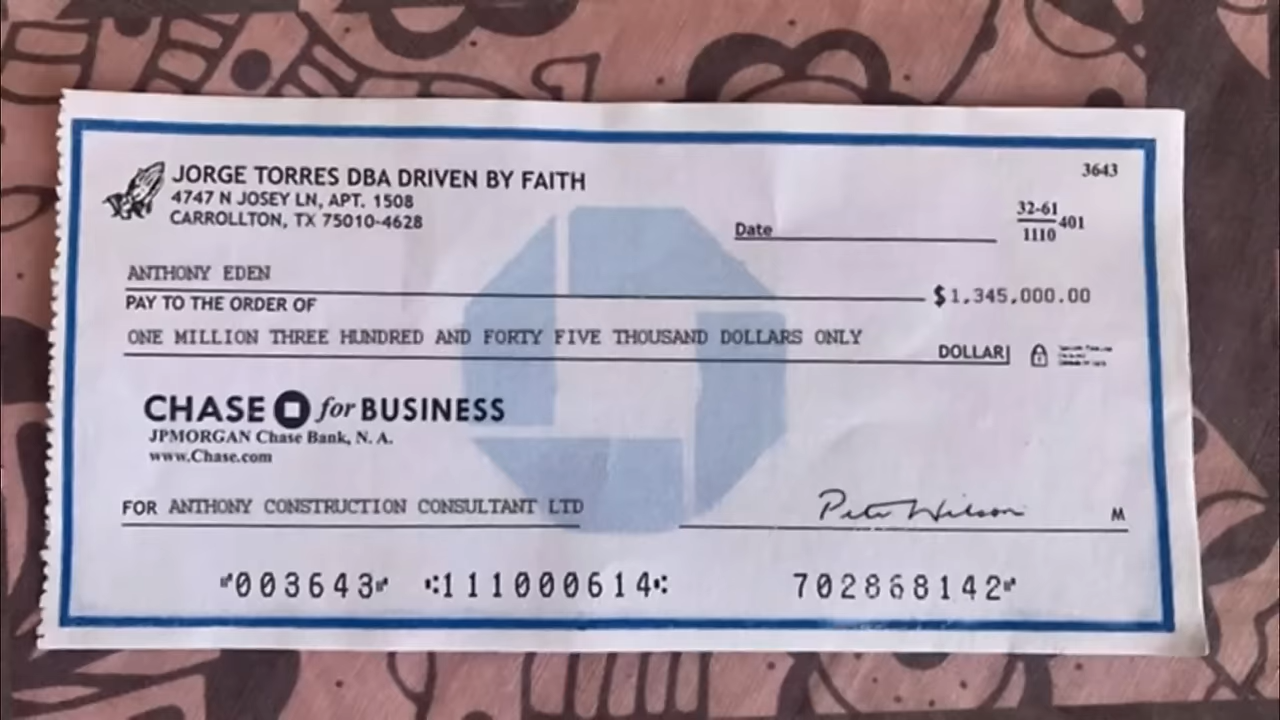 JORGE TORRES DBA DRIVEN BY FAITH
4747 N JOSEY LN, APT. 1508
CARROLLTON, TX 75010-4628
3643
32-61
1110
401
Date
ANTHONY EDEN
$1,345,000.00
PAY TO THE ORDER OF
ONE MILLION THREE HUNDRED AND FORTY FIVE THOUSAND DOLLARS ONLY
DOLLAR
CHASE for BUSINESS
JPMORGAN Chase Bank, N. A.
www.Chase.com
FOR ANTHONY CONSTRUCTION CONSULTANT LTD
Peter Wilson
M
⑈003643⑈ ⑆111000614⑆ 702868142⑈